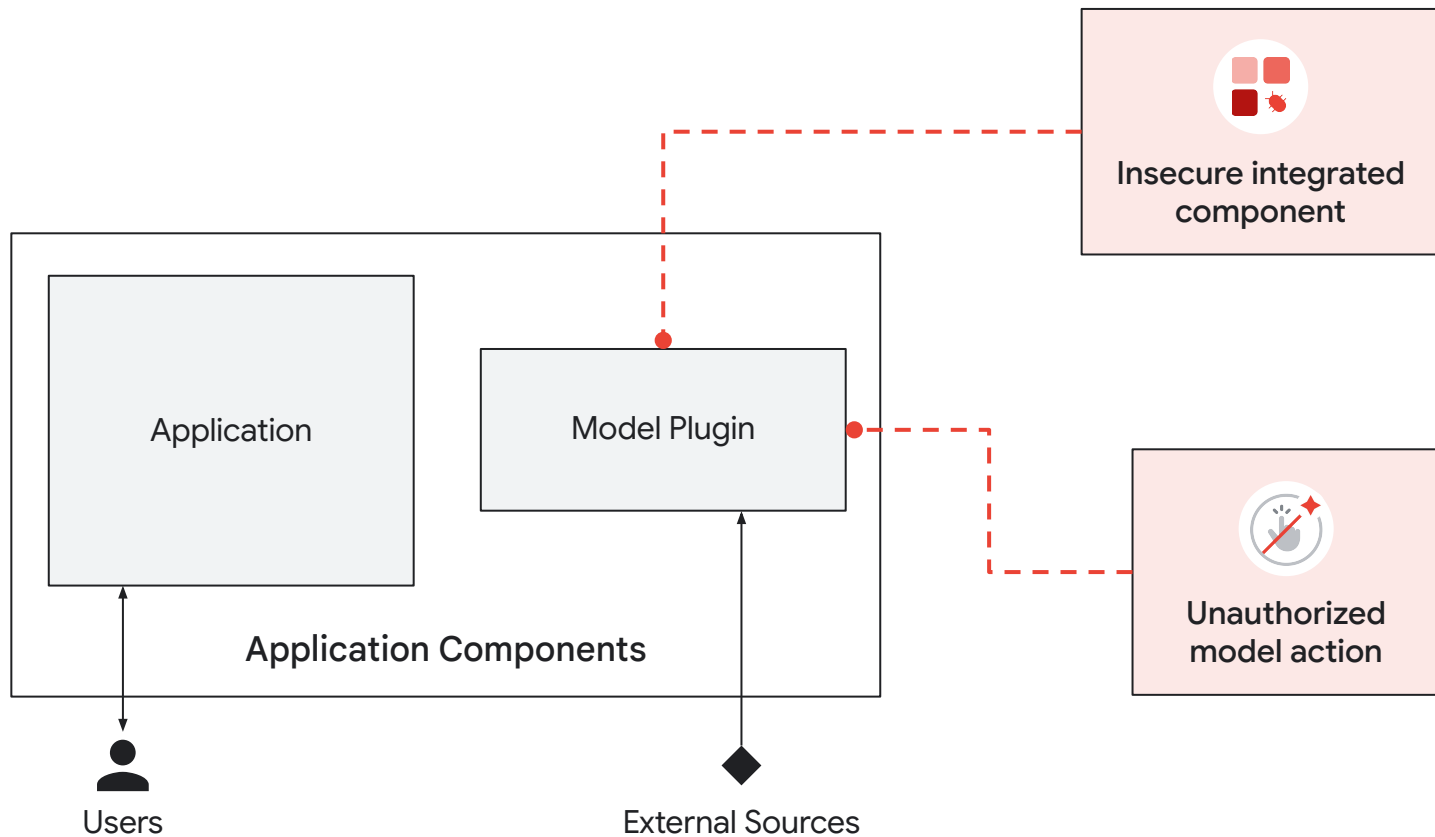 Insecure integrated
component
Application
Model Plugin
Unauthorized
model action
Application Components
Users
External Sources